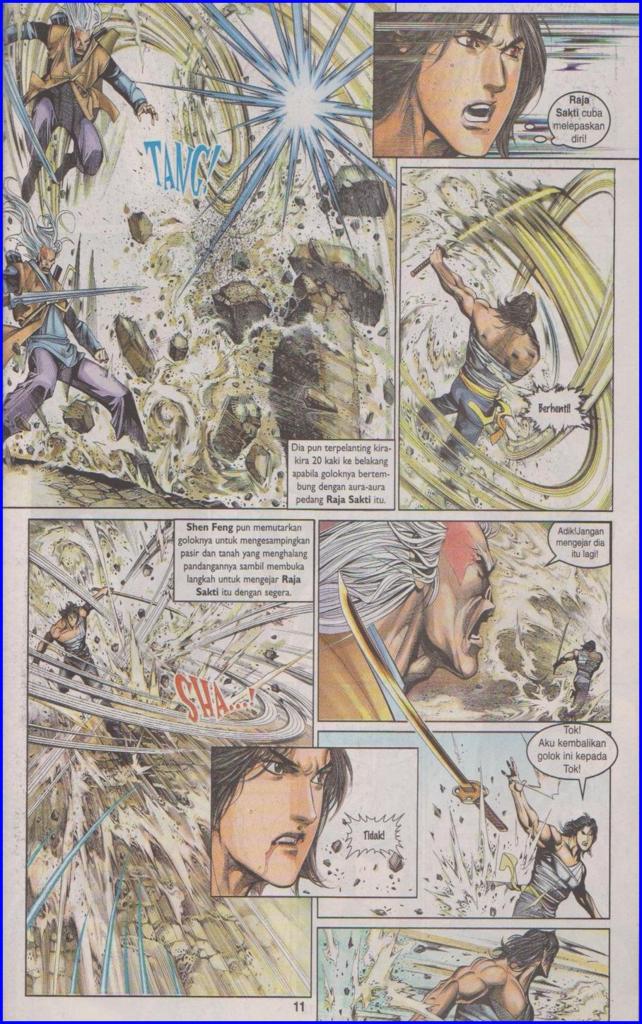 TANG!
Raja
Sakti cuba
melepaskan
diri!
Berhenti!
Dia pun terpelanting kira-
kira 20 kaki ke belakang
apabila goloknya bertem-
bung dengan aura-aura
pedang Raja Sakti itu.
Shen Feng pun memutarkan
goloknya untuk mengesampingkan
pasir dan tanah yang menghalang
pandangannya sambil membuka
langkah untuk mengejar Raja
Sakti itu dengan segera.
SHA...!
Adik!Jangan
mengejar dia
itu lagi!
Tidak!
Tok!
Aku kembalikan
golok ini kepada
Tok!
11